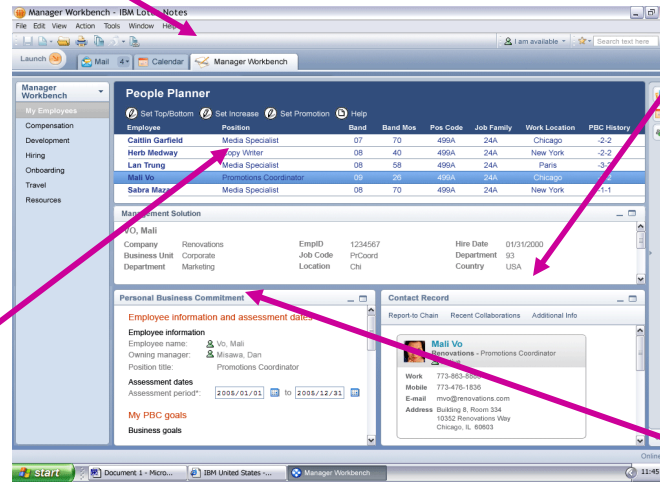 Manager Workbench - IBM Lotus Notes
File Edit View Action Tools Window Help
I am available Search text here
Launch Mail 4 Calendar Manager Workbench
Manager Workbench
My Employees
Compensation
Development
Hiring
Onboarding
Travel
Resources
People Planner
Set Top/Bottom Set Increase Set Promotion Help
Employee Position Band Band Mos Pos Code Job Family Work Location PBC History
Caitlin Garfield Media Specialist 07 70 499A 24A Chicago -2-2
Herb Medway Copy Writer 08 40 499A 24A New York -2-2
Lan Trung Media Specialist 08 58 499A 24A Paris -3-
Mali Vo Promotions Coordinator 09 26 499A 24A Chicago
Sabra Media Specialist 08 70 499A 24A New York -1-1
Management Solution
VO, Mali
Company Renovations EmpID 1234567 Hire Date 01/31/2000
Business Unit Corporate Job Code PrCoord Department 93
Department Marketing Location Chi Country USA
Personal Business Commitment
Employee information and assessment dates
Employee information
Employee name: Vo, Mali
Owning manager: Misawa, Dan
Position title: Promotions Coordinator
Assessment dates
Assessment period*: 2005/01/01 to 2005/12/31
My PBC goals
Business goals
Contact Record
Report-to Chain Recent Collaborations Additional Info
Mali Vo
Renovations - Promotions Coordinator
Work
Mobile 773-476-1836
E-mail mvo@renovations.com
Address Building 8, Room 334
10352 Renovations Way
Chicago, IL 60603
Online
start Document 1 - Micro... IBM United States -... Manager Workbench 11:45